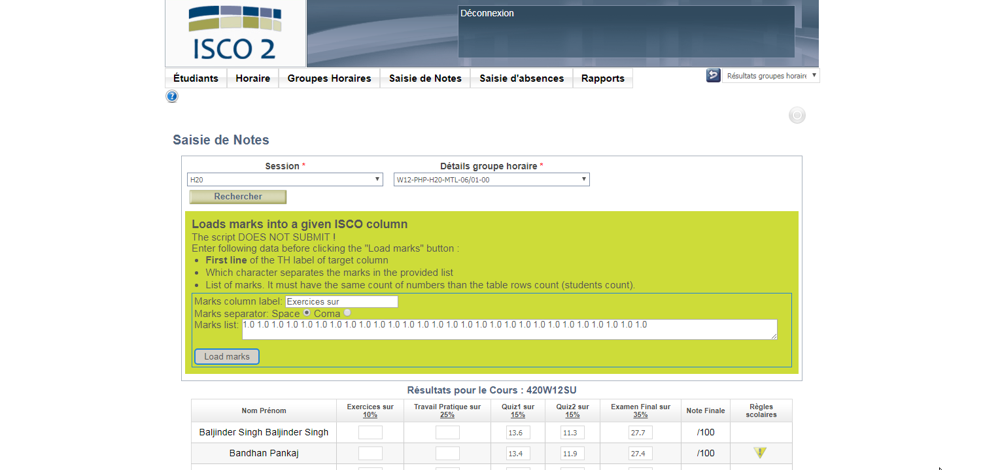 ISCO 2
Déconnexion
Étudiants Horaire Groupes Horaires Saisie de Notes Saisie d'absences Rapports
Résultats groupes horaire
Saisie de Notes
Session * Détails groupe horaire *
H20 W12-PHP-H20-MTL-06/01-00
Rechercher
Loads marks into a given ISCO column
The script DOES NOT SUBMIT !
Enter following data before clicking the "Load marks" button :
First line of the TH label of target column
Which character separates the marks in the provided list
List of marks. It must have the same count of numbers than the table rows count (students count).
Marks column label: Exercices sur
Marks separator: Space Coma
Marks list: 1.0 1.0 1.0 1.0 1.0 1.0 1.0 1.0 1.0 1.0 1.0 1.0 1.0 1.0 1.0 1.0 1.0 1.0 1.0 1.0 1.0 1.0 1.0 1.0 1.0 1.0 1.0 1.0
Load marks
Résultats pour le Cours : 420W12SU
Nom Prénom Exercices sur 10% Travail Pratique sur 25% Quiz1 sur 15% Quiz2 sur 15% Examen Final sur 35% Note Finale Règles scolaires
Baljinder Singh Baljinder Singh 13.6 11.3 27.7 /100
Bandhan Pankaj 13.4 11.9 27.4 /100